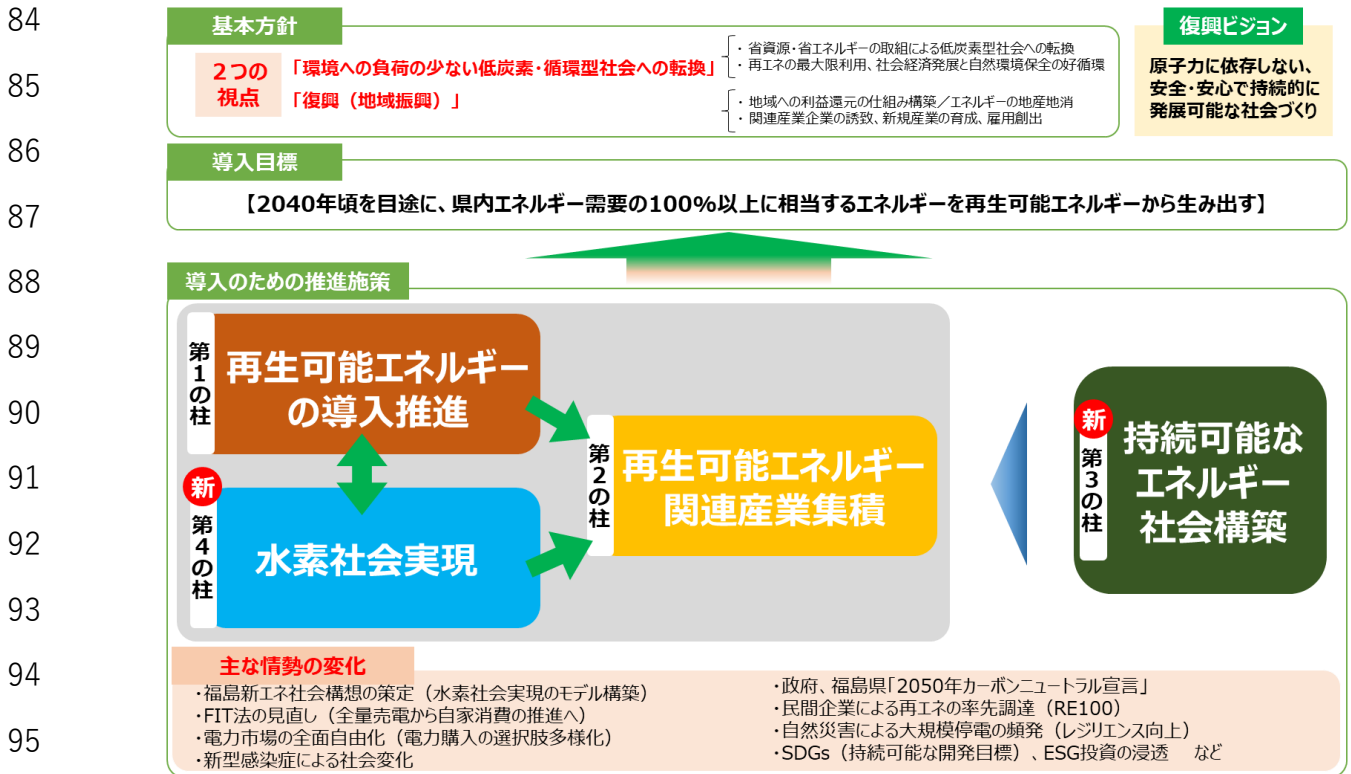 84
基本方針
復興ビジョン
2つの
視点
「環境への負荷の少ない低炭素・循環型社会への転換」
・ 省資源・省エネルギーの取組による低炭素型社会への転換
・ 再エネの最大限利用、社会経済発展と自然環境保全の好循環
85
「復興（地域振興）」
・ 地域への利益還元の仕組み構築／エネルギーの地産地消
・ 関連産業企業の誘致、新規産業の育成、雇用創出
原子力に依存しない、
安全・安心で持続的に
発展可能な社会づくり
86
導入目標
87
【2040年頃を目途に、県内エネルギー需要の100%以上に相当するエネルギーを再生可能エネルギーから生み出す】
88
導入のための推進施策
89
第1の柱
再生可能エネルギー
の導入推進
90
91
新
第4の柱
水素社会実現
第2の柱
再生可能エネルギー
関連産業集積
新
第3の柱
持続可能な
エネルギー
社会構築
92
93
94
主な情勢の変化
・福島新エネ社会構想の策定（水素社会実現のモデル構築）
・FIT法の見直し（全量売電から自家消費の推進へ）
・電力市場の全面自由化（電力購入の選択肢多様化）
・新型感染症による社会変化
・政府、福島県「2050年カーボンニュートラル宣言」
・民間企業による再エネの率先調達（RE100）
・自然災害による大規模停電の頻発（レジリエンス向上）
・SDGs（持続可能な開発目標）、ESG投資の浸透 など
95